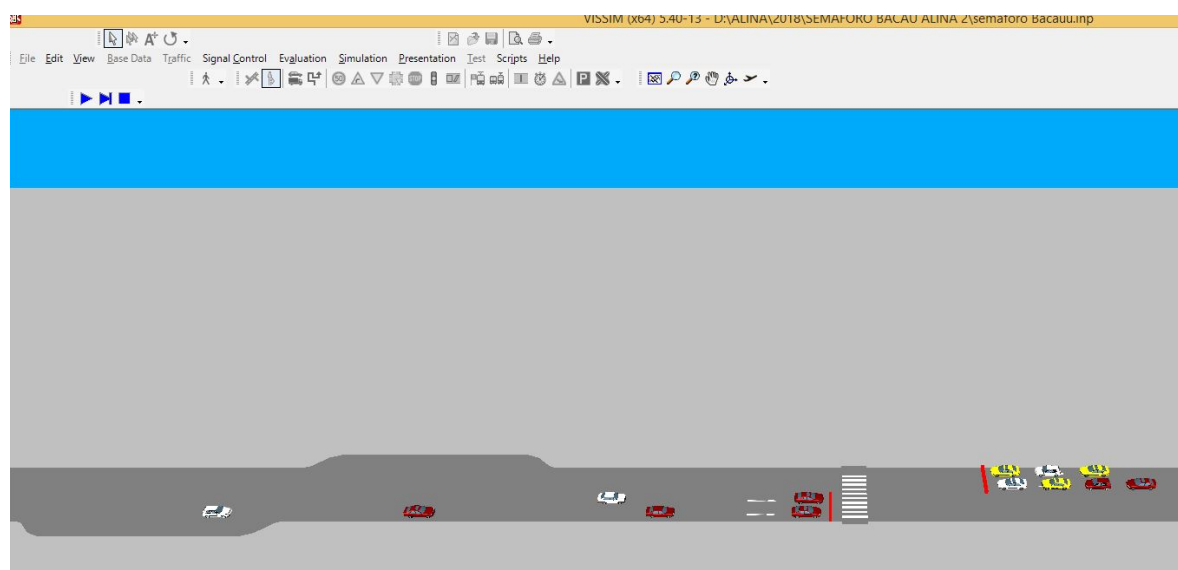 VISSIM (x64) 5.40-13 - D:\ALINA\2018\SEMAFORO BACAU ALINA 2\semaforo Bacauu.inp
File Edit View Base Data Traffic Signal Control Evaluation Simulation Presentation Test Scripts Help